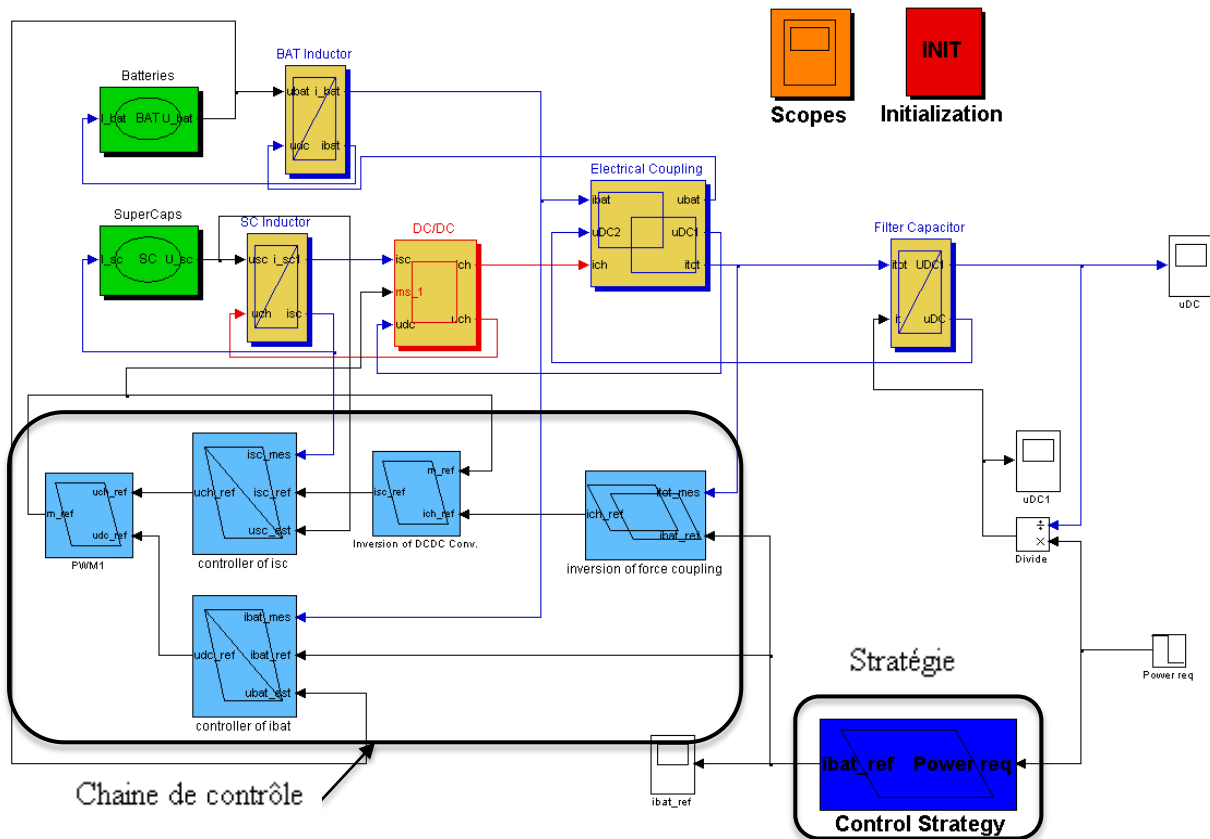 Scopes
INIT
Initialization
BAT Inductor
ubat i_bat
udc ibat
Batteries
I_bat BAT U_bat
Electrical Coupling
ibat ubat
uDC2 uDC1
ich itot
SuperCaps
I_sc SC U_sc
SC Inductor
usc i_sc1
uch isc
DC/DC
isc ich
ms_1
udc uch
Filter Capacitor
itot UDC1
it uDC
uDC
uDC1
÷
×
Divide
Power req
isc_mes
uch_ref isc_ref
usc_est
controller of isc
uch_ref
m_ref
udc_ref
PWM1
m_ref
isc_ref
ich_ref
Inversion of DCDC Conv.
itot_mes
ich_ref
ibat_ref
inversion of force coupling
ibat_mes
udc_ref ibat_ref
ubat_est
controller of ibat
Chaine de contrôle
ibat_ref
Stratégie
ibat_ref Power req
Control Strategy